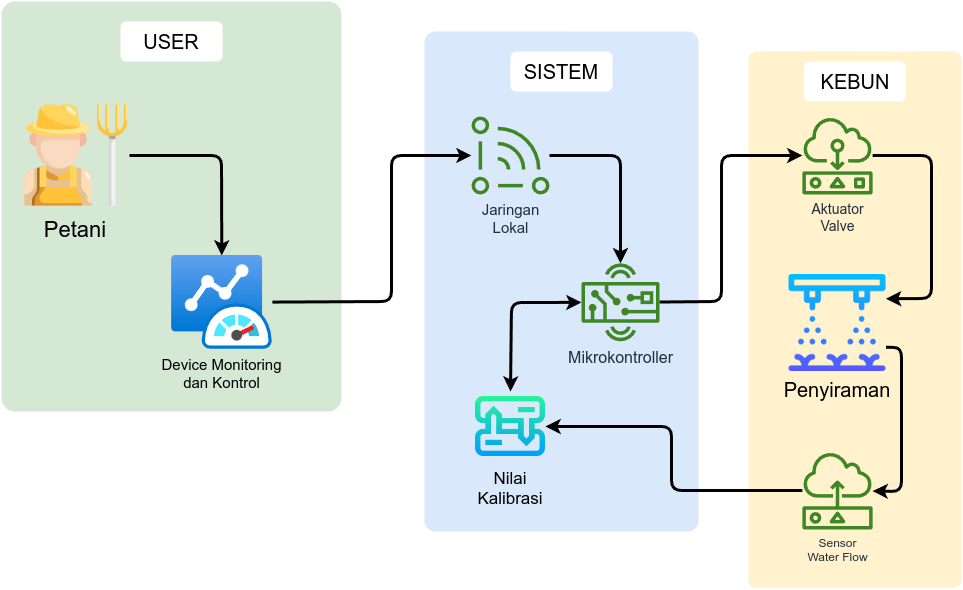 USER
Petani
Device Monitoring
dan Kontrol
SISTEM
Jaringan
Lokal
Mikrokontroller
Nilai
Kalibrasi
KEBUN
Aktuator
Valve
Penyiraman
Sensor
Water Flow